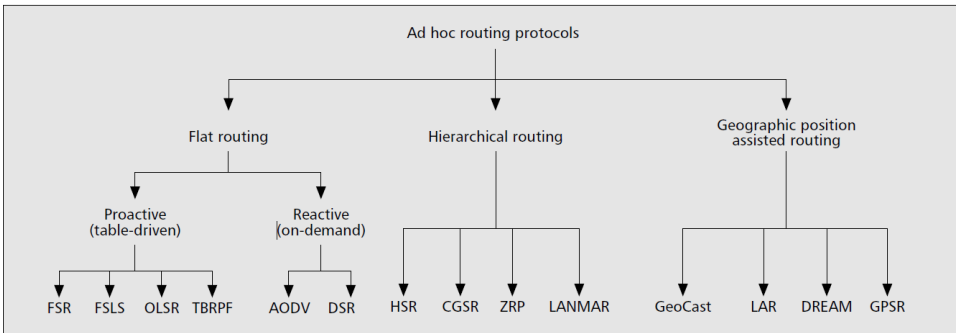 Ad hoc routing protocols
Flat routing
Hierarchical routing
Geographic position
assisted routing
Proactive
(table-driven)
Reactive
(on-demand)
FSR FSLS OLSR TBRPF AODV DSR HSR CGSR ZRP LANMAR GeoCast LAR DREAM GPSR